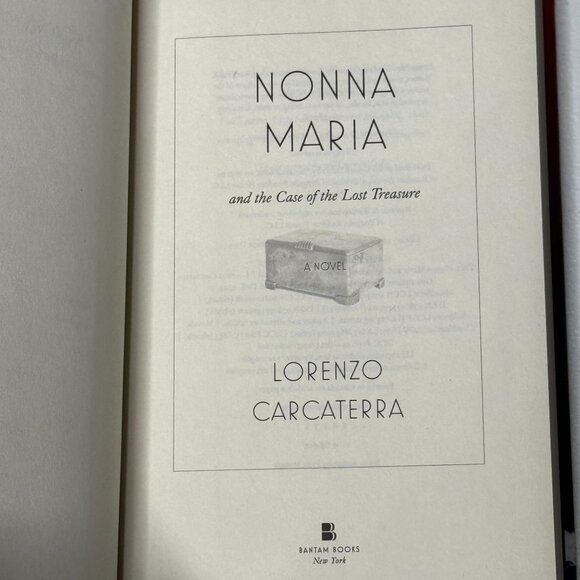 NONNA
MARIA
and the Case of the Lost Treasure
A NOVEL
LORENZO
CARCATERRA
B
BANTAM BOOKS
New York